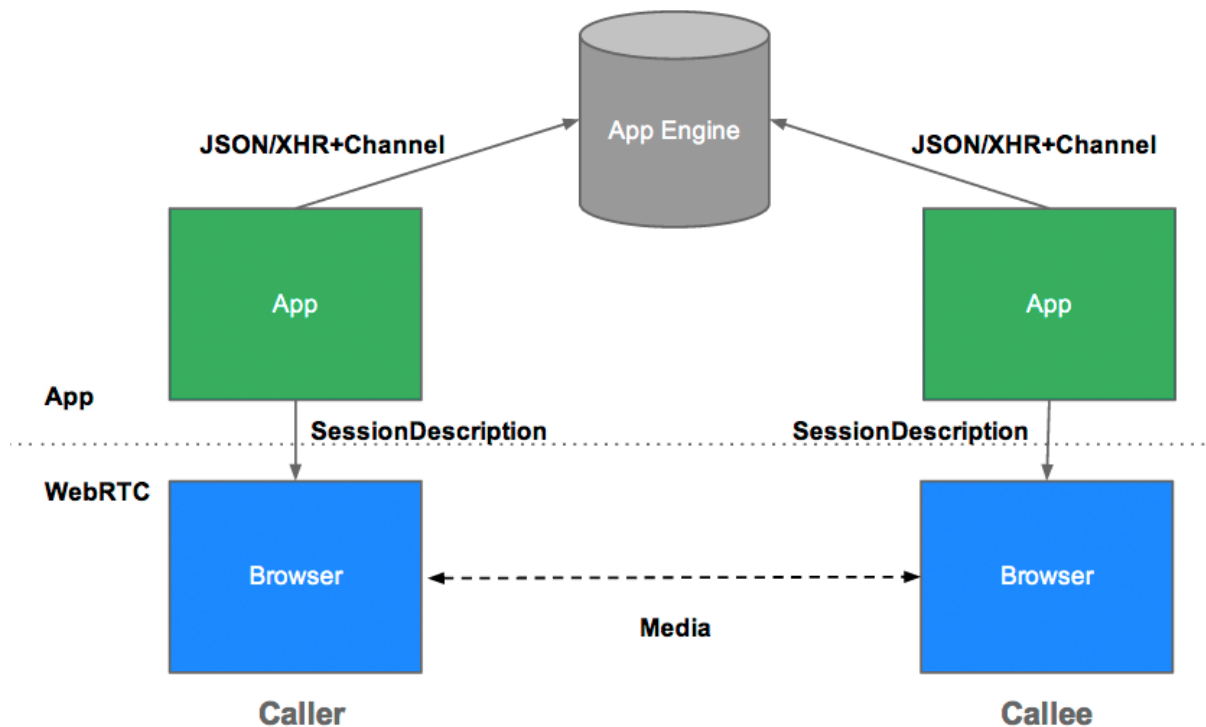 App Engine
JSON/XHR+Channel
JSON/XHR+Channel
App
App
App
SessionDescription
SessionDescription
WebRTC
Browser
Browser
Media
Caller
Callee